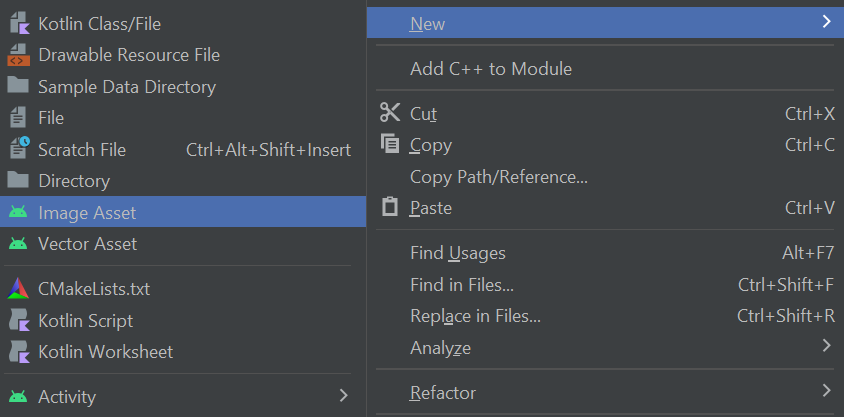 Kotlin Class/File
Drawable Resource File
Sample Data Directory
File
Scratch File Ctrl+Alt+Shift+Insert
Directory
Image Asset
Vector Asset
CMakeLists.txt
Kotlin Script
Kotlin Worksheet
Activity
New
Add C++ to Module
Cut Ctrl+X
Copy Ctrl+C
Copy Path/Reference...
Paste Ctrl+V
Find Usages Alt+F7
Find in Files... Ctrl+Shift+F
Replace in Files... Ctrl+Shift+R
Analyze
Refactor